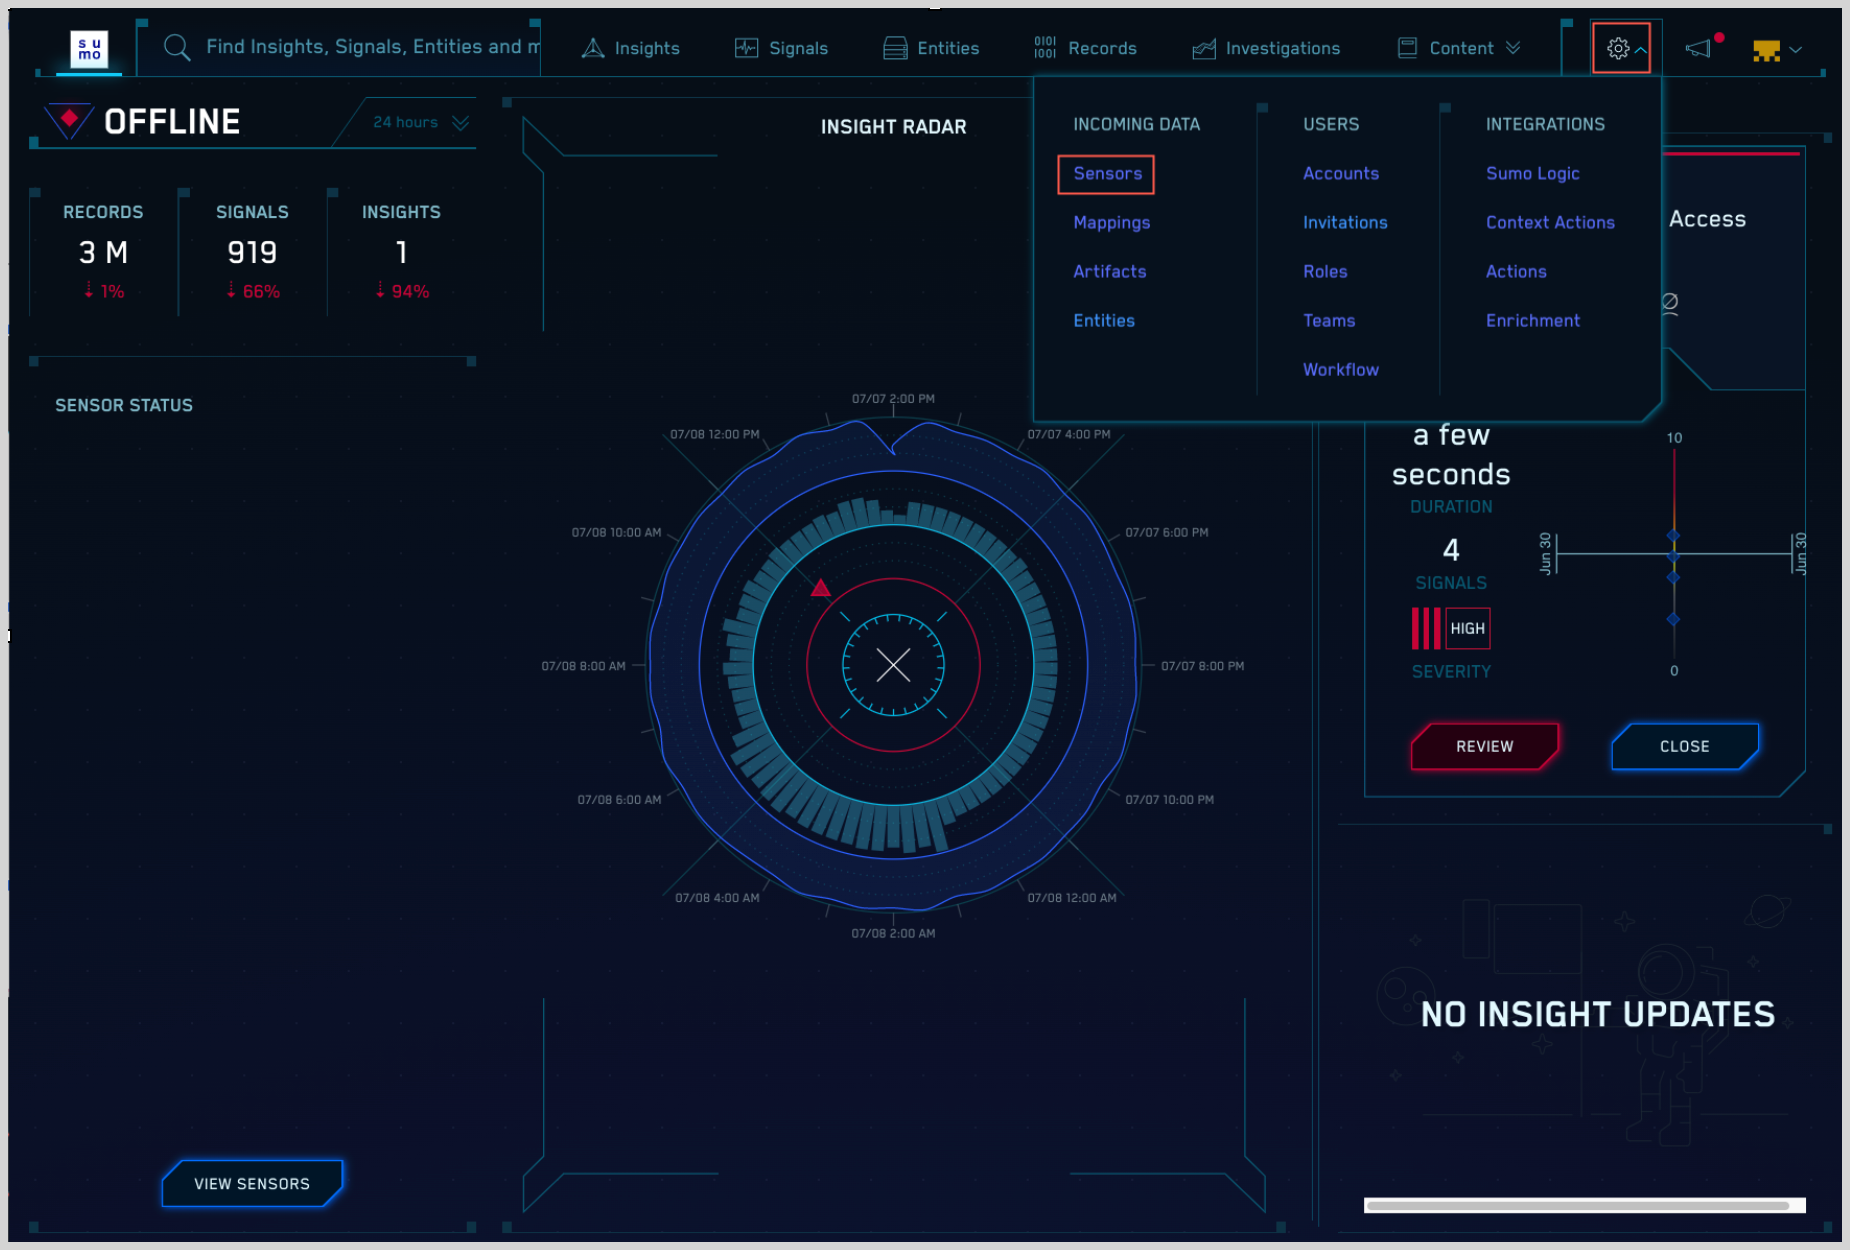 su
mo
Find Insights, Signals, Entities and m
Insights
Signals
Entities
0101
1001
Records
Investigations
Content
OFFLINE
24 hours
RECORDS
3 M
1%
SIGNALS
919
66%
INSIGHTS
1
94%
SENSOR STATUS
VIEW SENSORS
INSIGHT RADAR
07/07 2:00 PM
07/07 4:00 PM
07/07 6:00 PM
07/07 8:00 PM
07/07 10:00 PM
07/08 12:00 AM
07/08 2:00 AM
07/08 4:00 AM
07/08 6:00 AM
07/08 8:00 AM
07/08 10:00 AM
07/08 12:00 PM
INCOMING DATA
Sensors
Mappings
Artifacts
Entities
USERS
Accounts
Invitations
Roles
Teams
Workflow
INTEGRATIONS
Sumo Logic
Context Actions
Actions
Enrichment
Access
a few
seconds
DURATION
4
SIGNALS
HIGH
SEVERITY
10
Jun 30
Jun 30
0
REVIEW
CLOSE
NO INSIGHT UPDATES